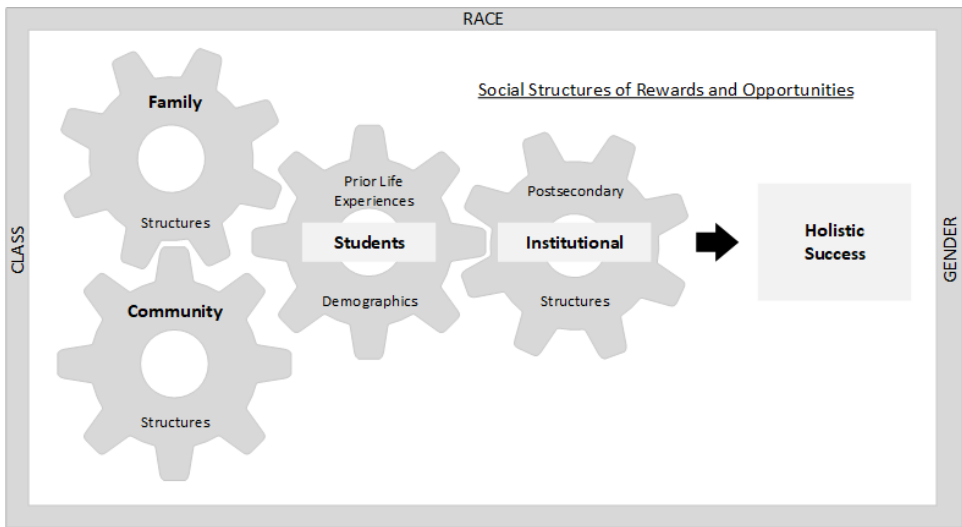 RACE
Social Structures of Rewards and Opportunities
CLASS
GENDER
Family
Structures
Community
Structures
Prior Life
Experiences
Students
Demographics
Postsecondary
Institutional
Structures
Holistic
Success